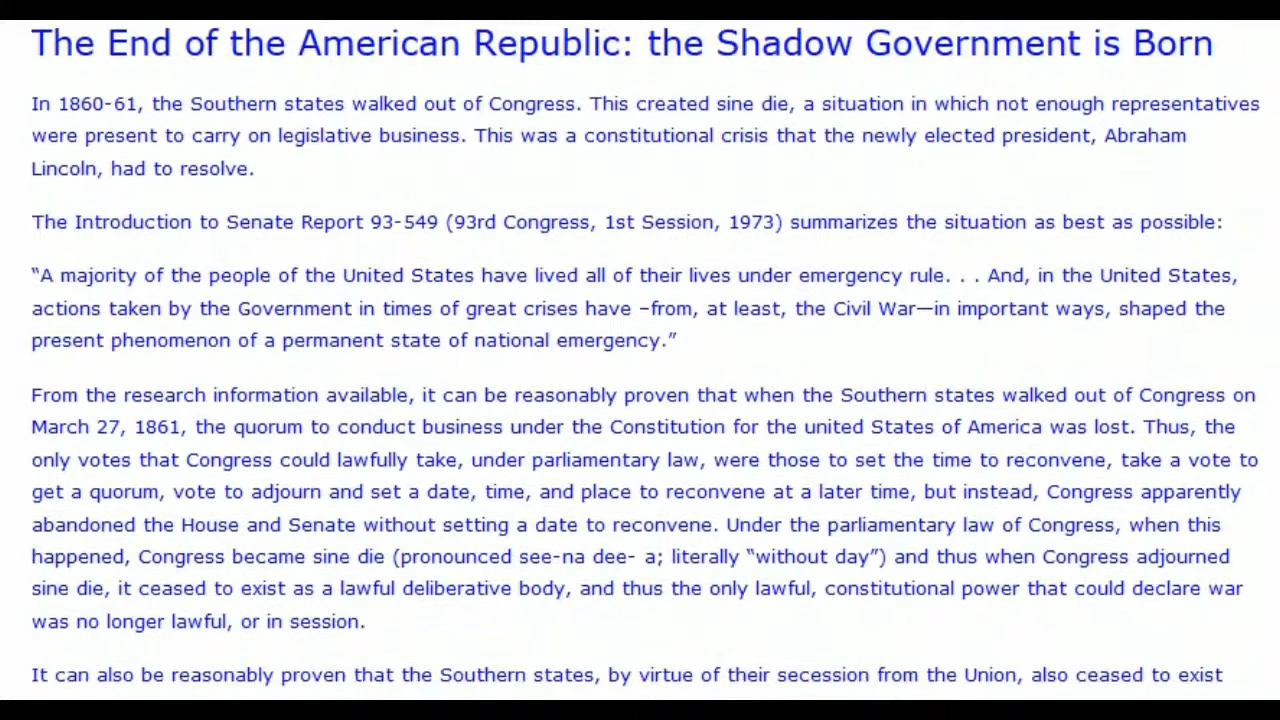 The End of the American Republic: the Shadow Government is Born
In 1860-61, the Southern states walked out of Congress. This created sine die, a situation in which not enough representatives
were present to carry on legislative business. This was a constitutional crisis that the newly elected president, Abraham
Lincoln, had to resolve.
The Introduction to Senate Report 93-549 (93rd Congress, 1st Session, 1973) summarizes the situation as best as possible:
“A majority of the people of the United States have lived all of their lives under emergency rule. . . And, in the United States,
actions taken by the Government in times of great crises have –from, at least, the Civil War—in important ways, shaped the
present phenomenon of a permanent state of national emergency.”
From the research information available, it can be reasonably proven that when the Southern states walked out of Congress on
March 27, 1861, the quorum to conduct business under the Constitution for the united States of America was lost. Thus, the
only votes that Congress could lawfully take, under parliamentary law, were those to set the time to reconvene, take a vote to
get a quorum, vote to adjourn and set a date, time, and place to reconvene at a later time, but instead, Congress apparently
abandoned the House and Senate without setting a date to reconvene. Under the parliamentary law of Congress, when this
happened, Congress became sine die (pronounced see-na dee- a; literally “without day”) and thus when Congress adjourned
sine die, it ceased to exist as a lawful deliberative body, and thus the only lawful, constitutional power that could declare war
was no longer lawful, or in session.
It can also be reasonably proven that the Southern states, by virtue of their secession from the Union, also ceased to exist